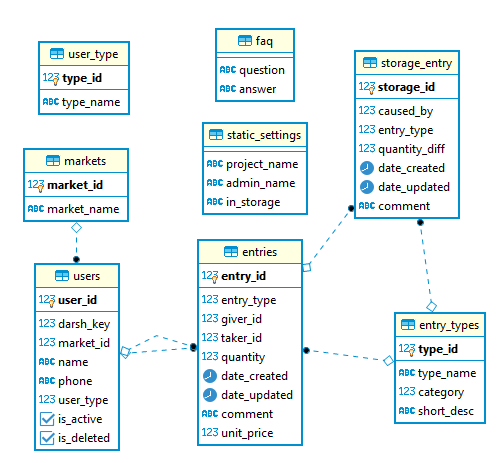 user_type
123 type_id
ABC type_name
faq
ABC question
ABC answer
storage_entry
123 storage_id
123 caused_by
123 entry_type
123 quantity_diff
date_created
date_updated
ABC comment
static_settings
ABC project_name
ABC admin_name
ABC in_storage
markets
123 market_id
ABC market_name
users
123 user_id
123 darsh_key
123 market_id
ABC name
ABC phone
123 user_type
is_active
is_deleted
entries
123 entry_id
123 entry_type
123 giver_id
123 taker_id
123 quantity
date_created
date_updated
ABC comment
123 unit_price
entry_types
123 type_id
ABC type_name
123 category
ABC short_desc